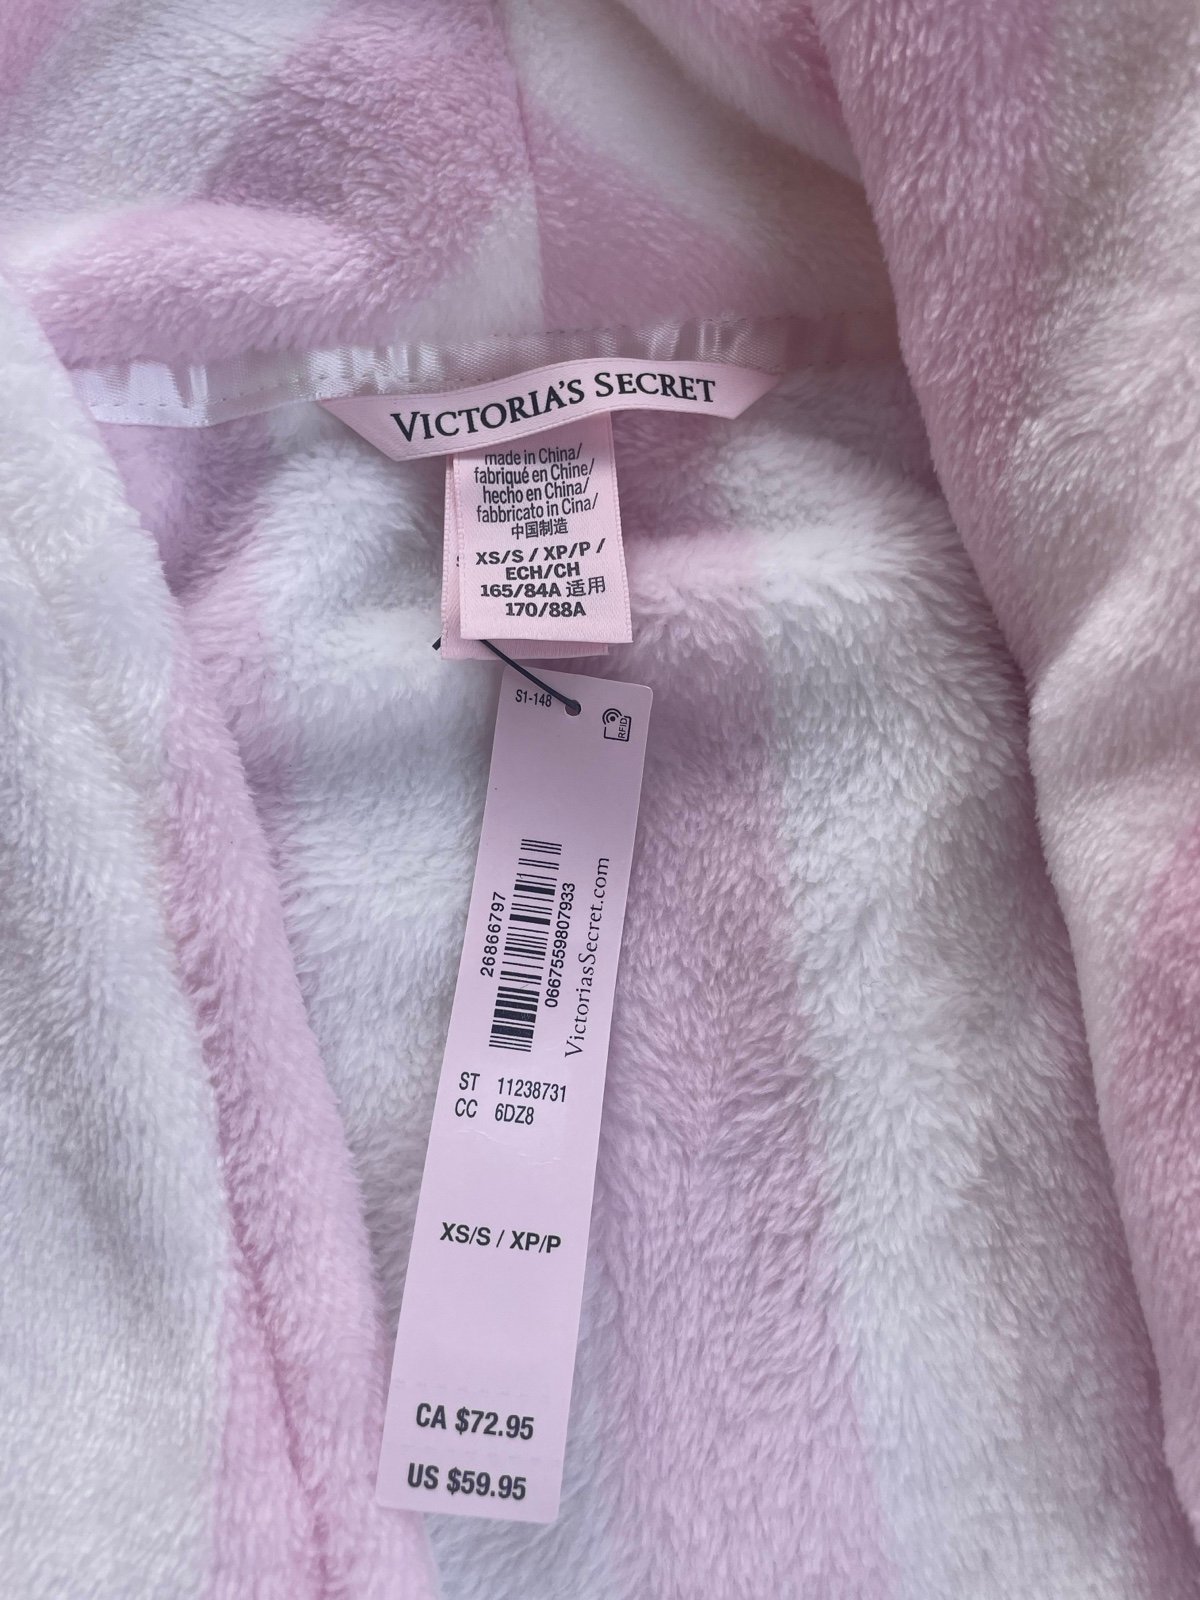 VICTORIA'S SECRET
made in China/
fabriqué en Chine/
hecho en China/
fabbricato in Cina/
中国制造
XS/S / XP/P /
ECH/CH
165/84A 适用
170/88A
S1-148
RFID
26866797
0667559807933
VictoriasSecret.com
ST 11238731
CC 6DZ8
XS/S / XP/P
CA $72.95
US $59.95